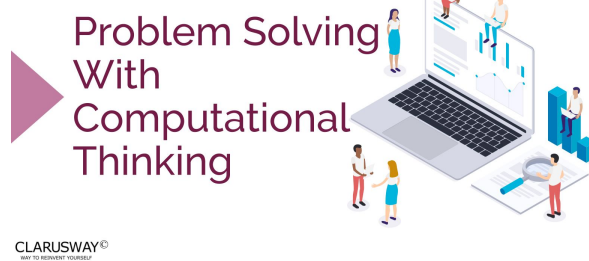 Problem Solving
With
Computational
Thinking
CLARUSWAY©
WAY TO REINVENT YOURSELF